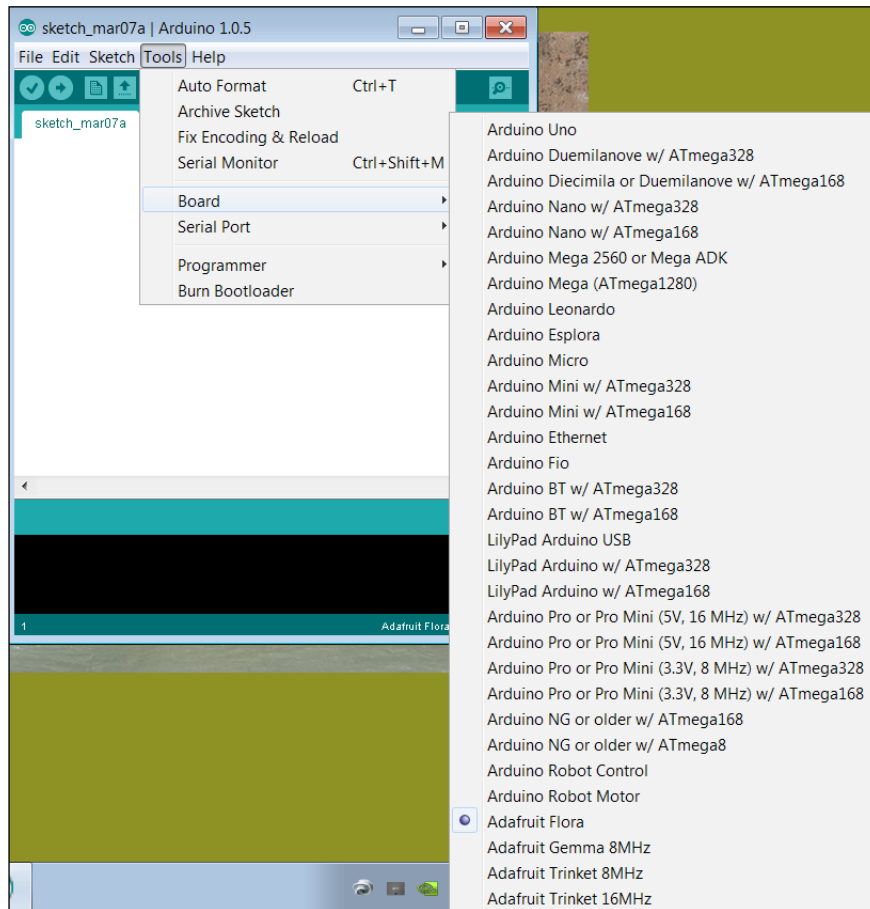 sketch_mar07a | Arduino 1.0.5
File Edit Sketch Tools Help
Auto Format Ctrl+T
Archive Sketch
Fix Encoding & Reload
Serial Monitor Ctrl+Shift+M
Board
Serial Port
Programmer
Burn Bootloader
sketch_mar07a
Arduino Uno
Arduino Duemilanove w/ ATmega328
Arduino Diecimila or Duemilanove w/ ATmega168
Arduino Nano w/ ATmega328
Arduino Nano w/ ATmega168
Arduino Mega 2560 or Mega ADK
Arduino Mega (ATmega1280)
Arduino Leonardo
Arduino Esplora
Arduino Micro
Arduino Mini w/ ATmega328
Arduino Mini w/ ATmega168
Arduino Ethernet
Arduino Fio
Arduino BT w/ ATmega328
Arduino BT w/ ATmega168
LilyPad Arduino USB
LilyPad Arduino w/ ATmega328
LilyPad Arduino w/ ATmega168
Arduino Pro or Pro Mini (5V, 16 MHz) w/ ATmega328
Arduino Pro or Pro Mini (5V, 16 MHz) w/ ATmega168
Arduino Pro or Pro Mini (3.3V, 8 MHz) w/ ATmega328
Arduino Pro or Pro Mini (3.3V, 8 MHz) w/ ATmega168
Arduino NG or older w/ ATmega168
Arduino NG or older w/ ATmega8
Arduino Robot Control
Arduino Robot Motor
Adafruit Flora
Adafruit Gemma 8MHz
Adafruit Trinket 8MHz
Adafruit Trinket 16MHz
1 Adafruit Flora